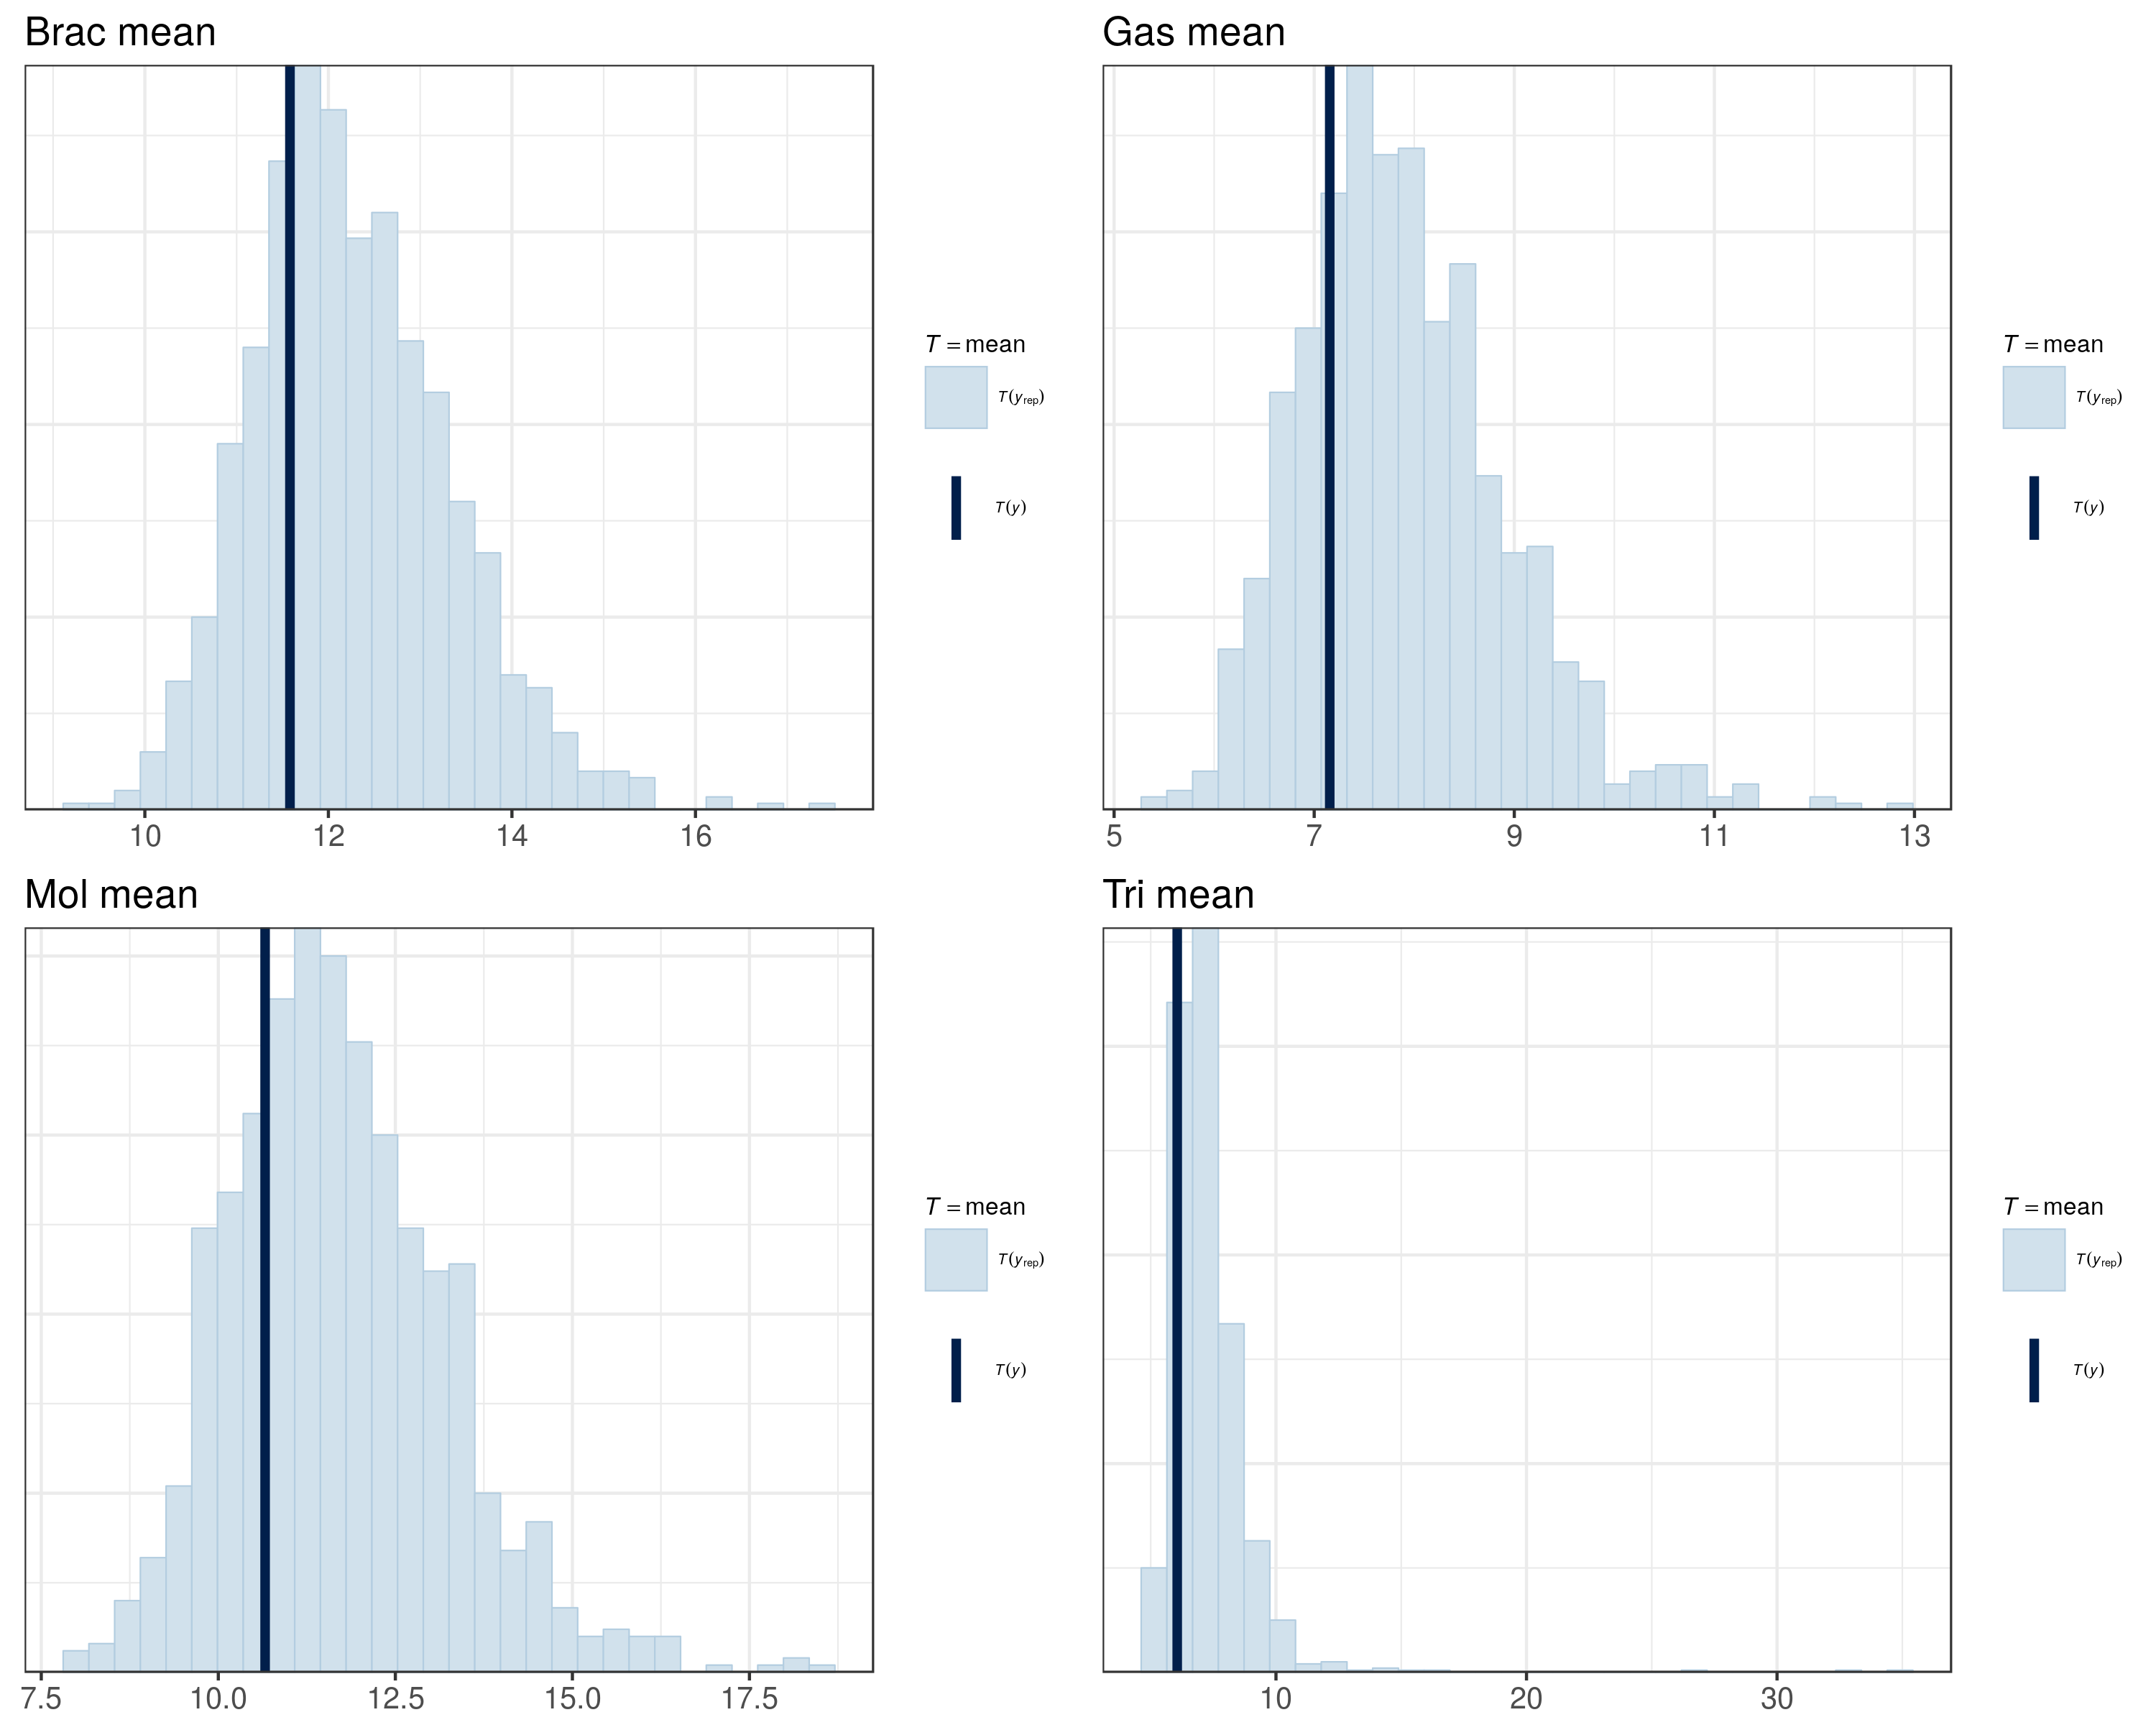 Brac mean
T = mean
T(yrep)
T(y)
10 12 14 16
Gas mean
T = mean
T(yrep)
T(y)
5 7 9 11 13
Mol mean
T = mean
T(yrep)
T(y)
7.5 10.0 12.5 15.0 17.5
Tri mean
T = mean
T(yrep)
T(y)
10 20 30